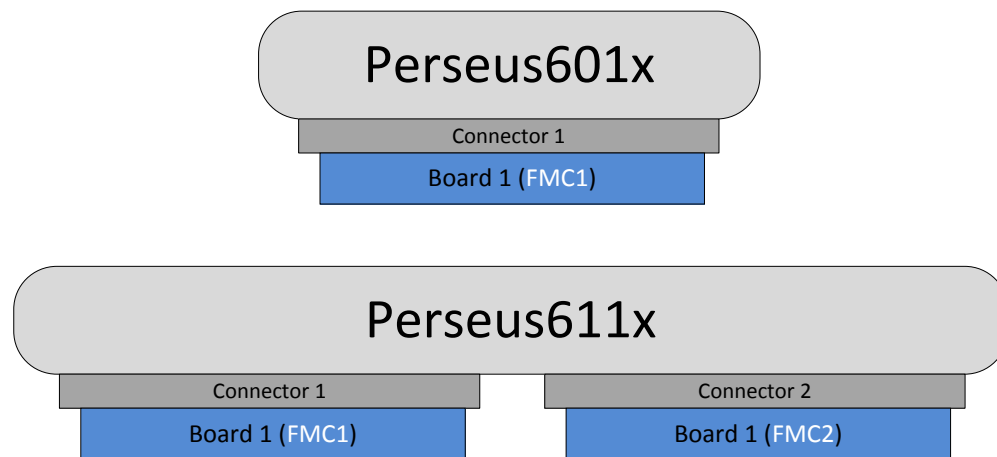 Perseus601x
Connector 1
Board 1 (FMC1)
Perseus611x
Connector 1
Connector 2
Board 1 (FMC1)
Board 1 (FMC2)